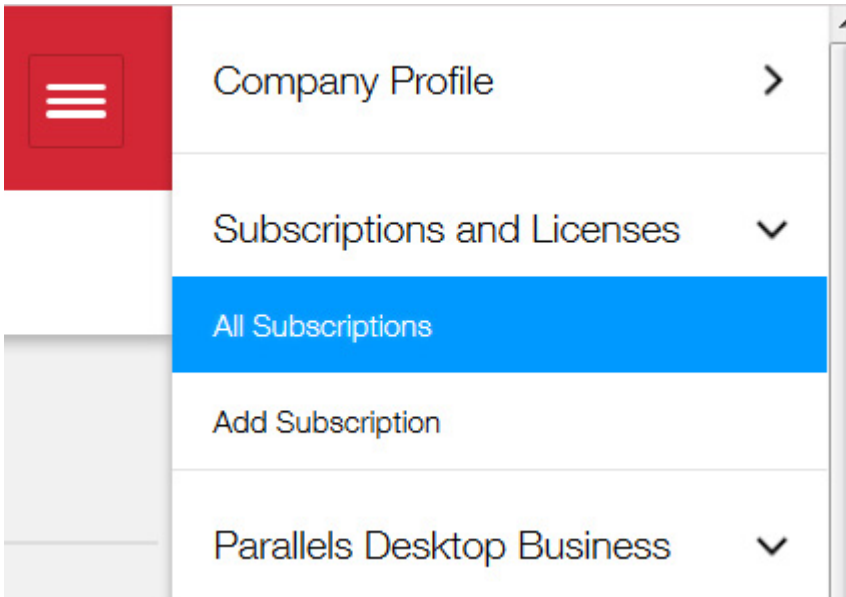 Company Profile
Subscriptions and Licenses
All Subscriptions
Add Subscription
Parallels Desktop Business